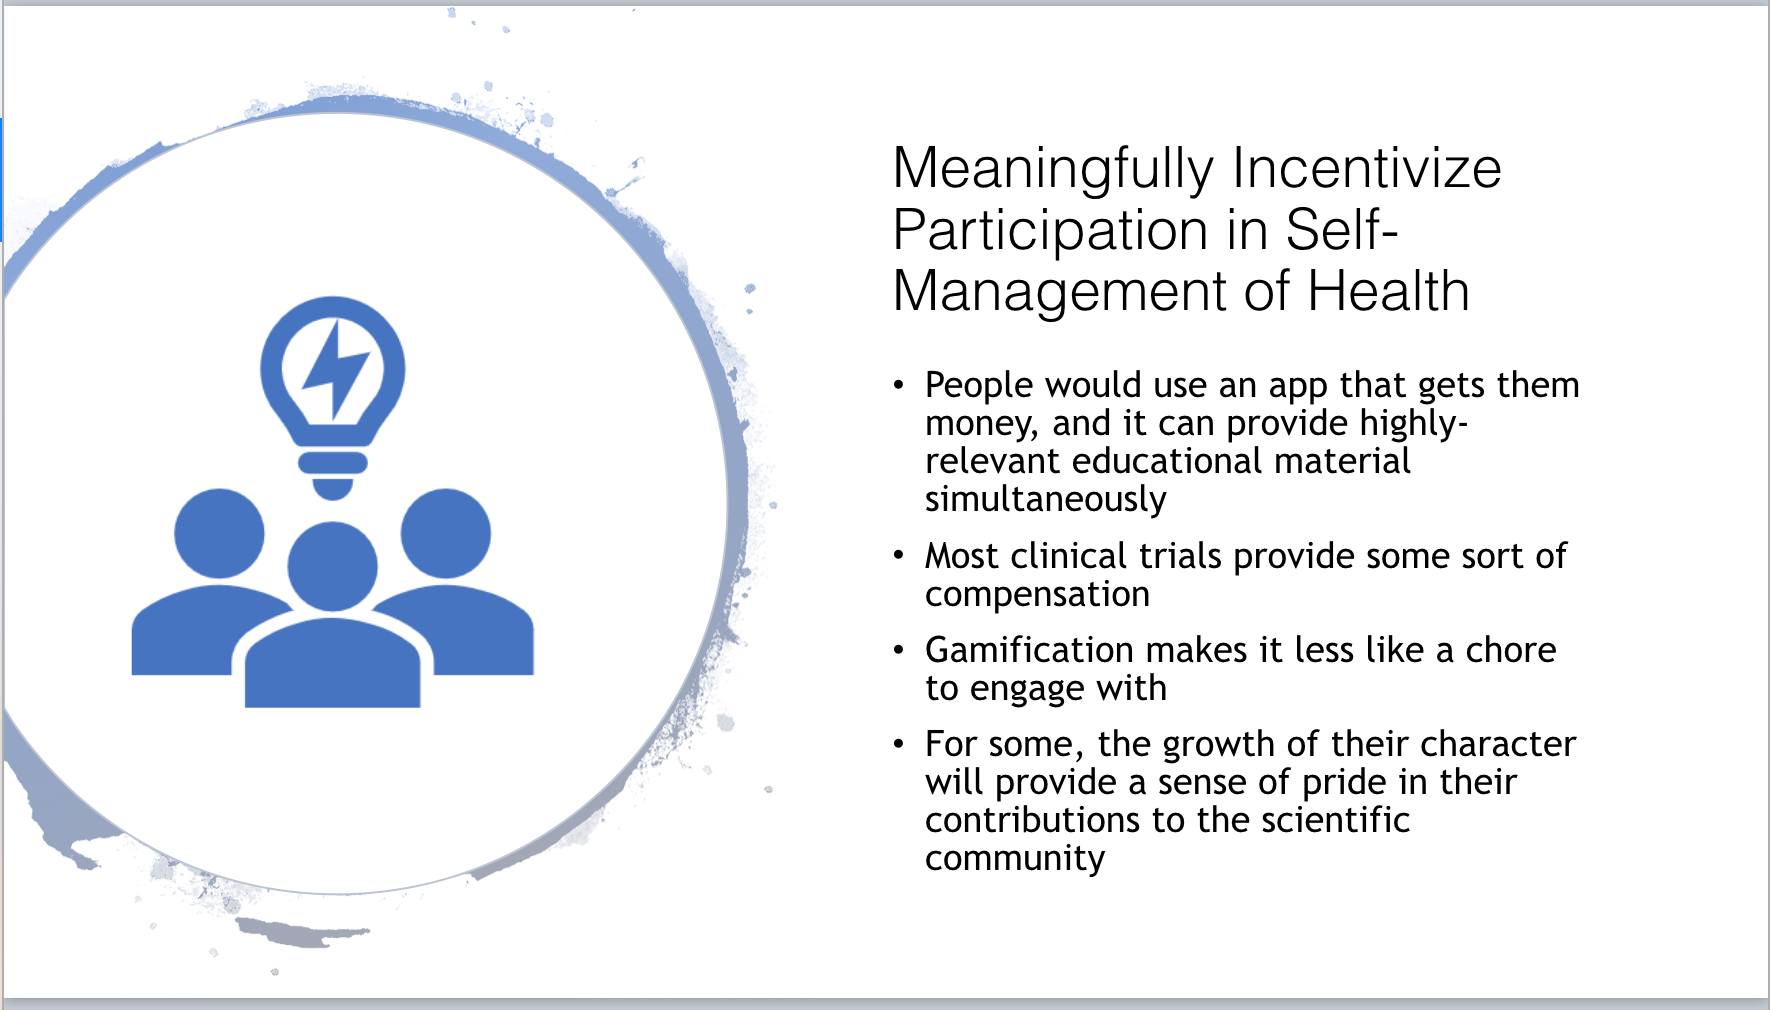 Meaningfully Incentivize
Participation in Self-
Management of Health
• People would use an app that gets them
money, and it can provide highly-
relevant educational material
simultaneously
• Most clinical trials provide some sort of
compensation
• Gamification makes it less like a chore
to engage with
• For some, the growth of their character
will provide a sense of pride in their
contributions to the scientific
community